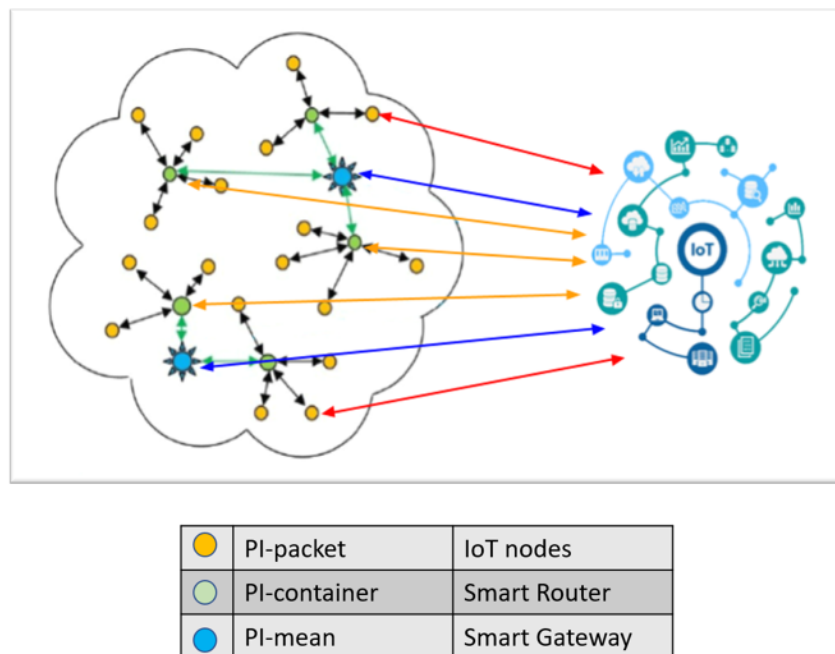 IoT
PI-packet IoT nodes
PI-container Smart Router
PI-mean Smart Gateway